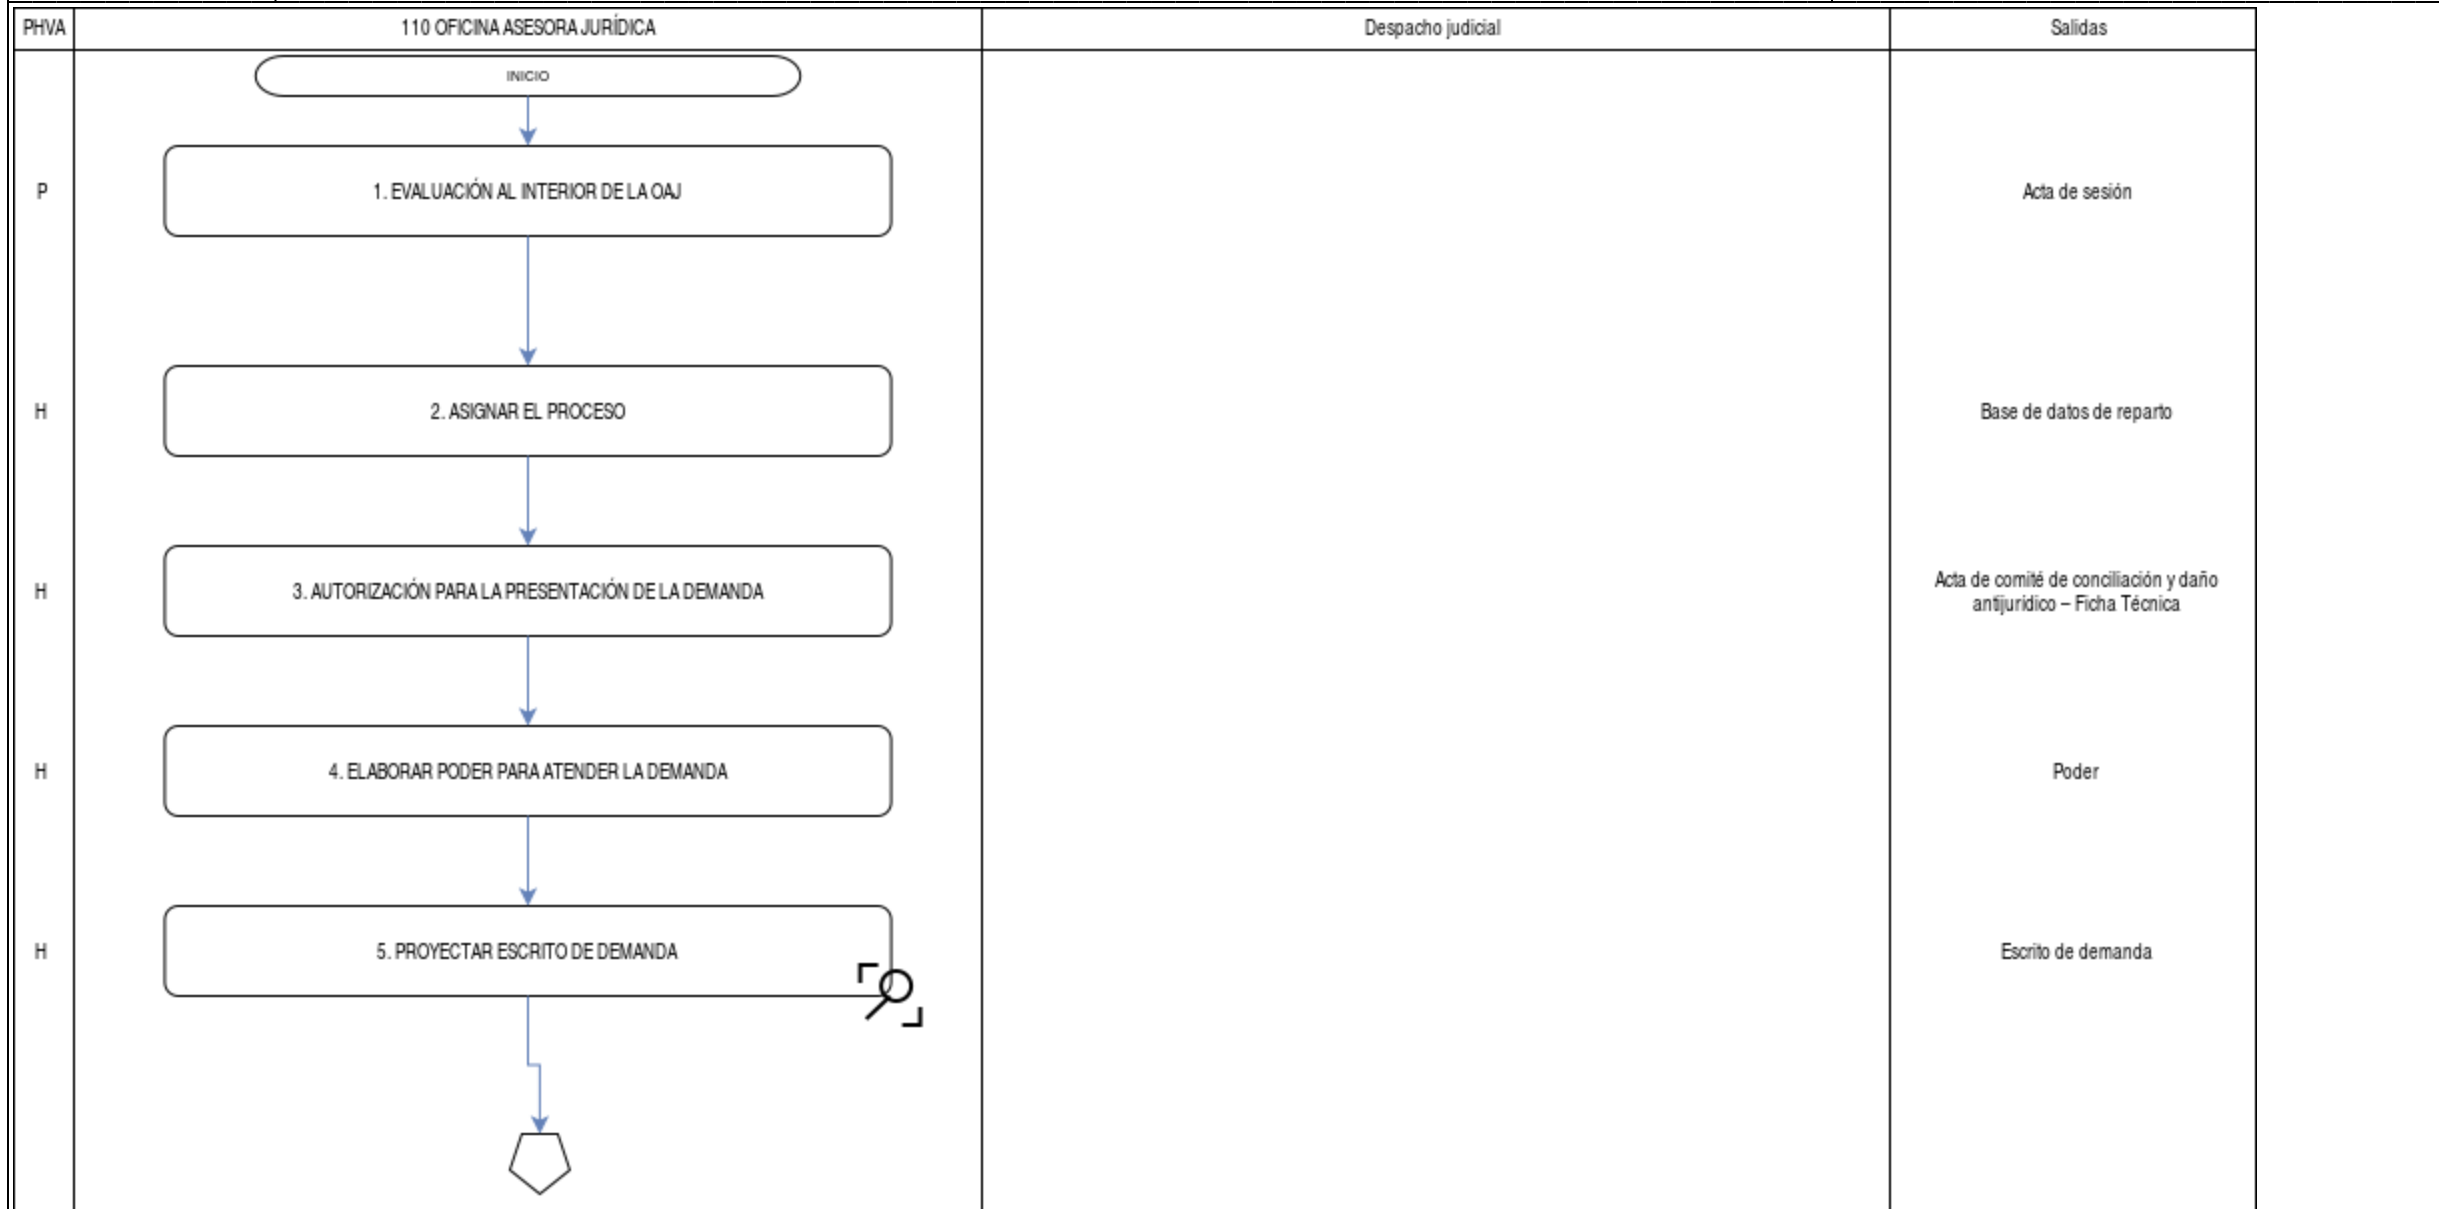 PHVA
110 OFICINA ASESORA JURÍDICA
Despacho judicial
Salidas
INICIO
P
1. EVALUACIÓN AL INTERIOR DE LA OAJ
Acta de sesión
H
2. ASIGNAR EL PROCESO
Base de datos de reparto
H
3. AUTORIZACIÓN PARA LA PRESENTACIÓN DE LA DEMANDA
Acta de comité de conciliación y daño
antijurídico – Ficha Técnica
H
4. ELABORAR PODER PARA ATENDER LA DEMANDA
Poder
H
5. PROYECTAR ESCRITO DE DEMANDA
Escrito de demanda